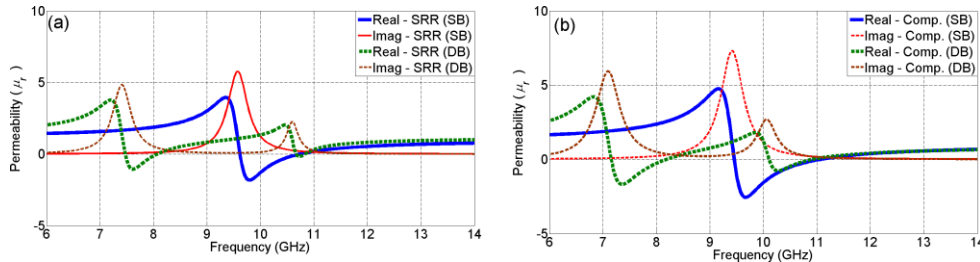 (a)
Real - SRR (SB)
Imag - SRR (SB)
Real - SRR (DB)
Imag - SRR (DB)
Permeability (μr)
10
5
0
-5
6 7 8 9 10 11 12 13 14
Frequency (GHz)
(b)
Real - Comp. (SB)
Imag - Comp. (SB)
Real - Comp. (DB)
Imag - Comp. (DB)
Permeability (μr)
10
5
0
-5
6 7 8 9 10 11 12 13 14
Frequency (GHz)